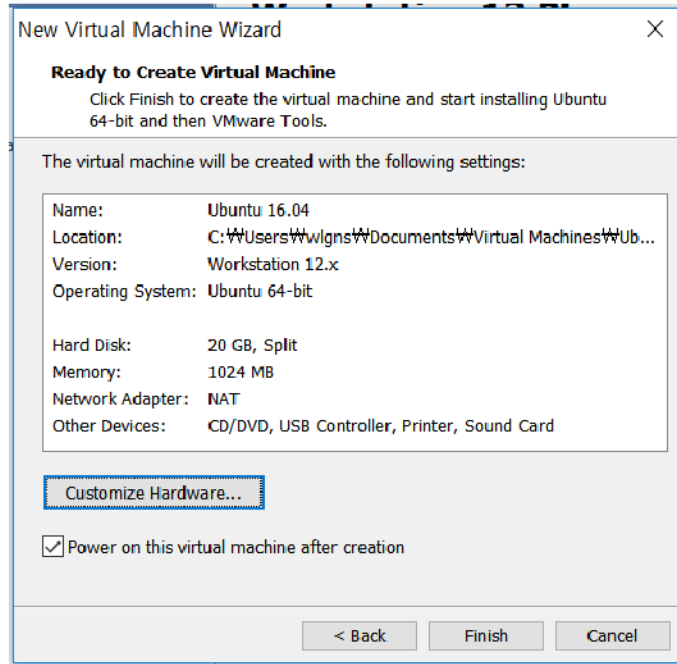 New Virtual Machine Wizard
Ready to Create Virtual Machine
Click Finish to create the virtual machine and start installing Ubuntu
64-bit and then VMware Tools.
The virtual machine will be created with the following settings:
Name: Ubuntu 16.04
Location: C:₩Users₩wlgns₩Documents₩Virtual Machines₩Ub...
Version: Workstation 12.x
Operating System: Ubuntu 64-bit
Hard Disk: 20 GB, Split
Memory: 1024 MB
Network Adapter: NAT
Other Devices: CD/DVD, USB Controller, Printer, Sound Card
Customize Hardware...
Power on this virtual machine after creation
< Back Finish Cancel